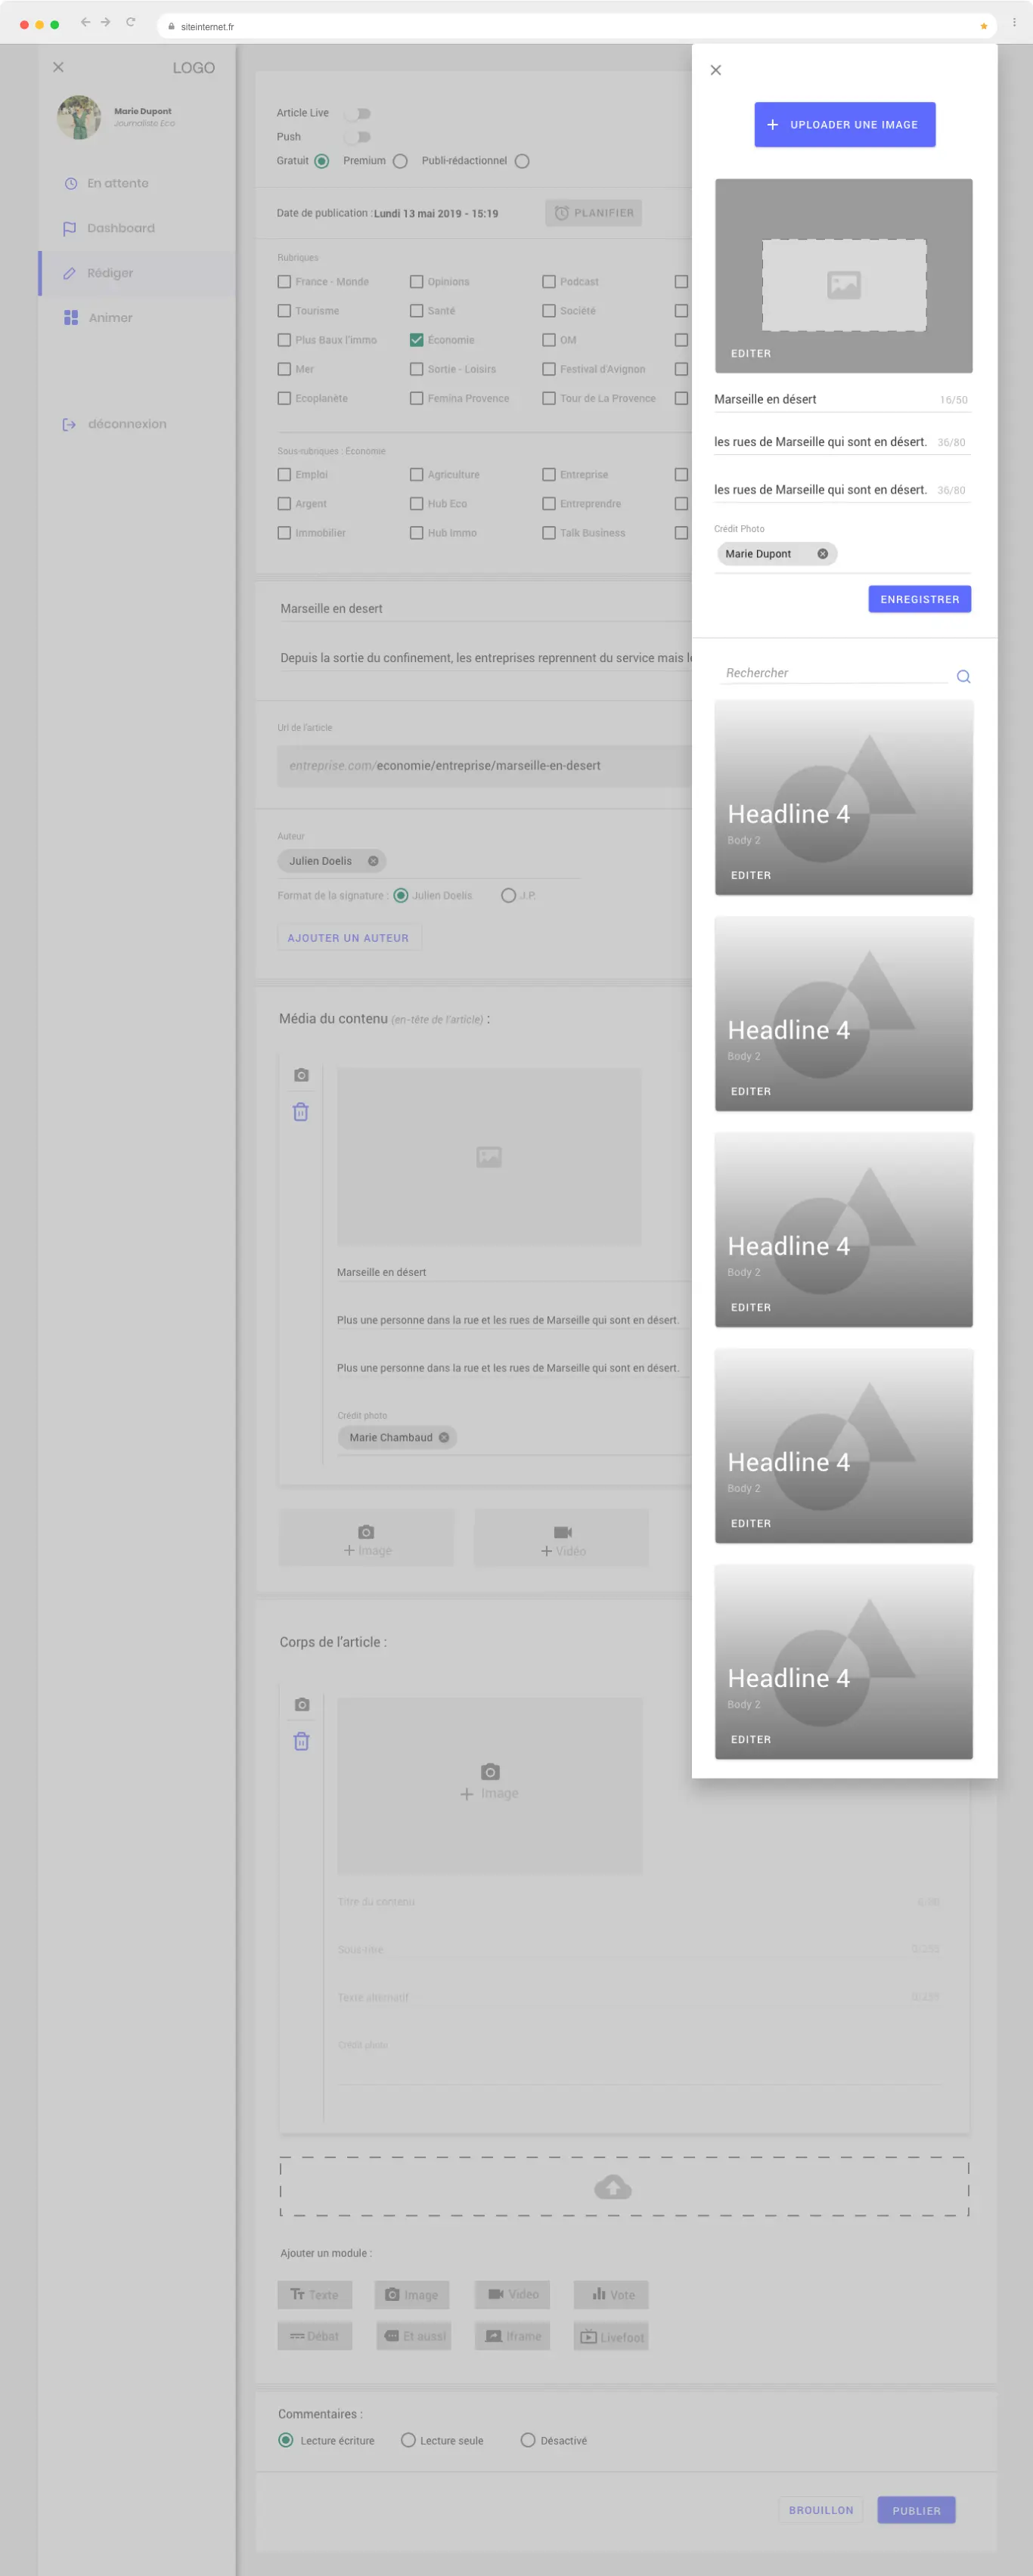 siteinternet.fr
LOGO
Marie Dupont
Journaliste Eco
En attente
Dashboard
Rédiger
Animer
déconnexion
Article Live
Push
Gratuit Premium Publi-rédactionnel
Date de publication : Lundi 13 mai 2019 - 15:19 PLANIFIER
Rubriques
France - Monde Opinions Podcast
Tourisme Santé Société
Plus Baux l'Immo Économie OM
Mer Sortie - Loisirs Festival d'Avignon
Ecoplanète Femina Provence Tour de La Provence
Sous-rubriques : Économie
Emploi Agriculture Entreprise
Argent Hub Eco Entreprendre
Immobilier Hub Immo Talk Business
Marseille en desert
Depuis la sortie du confinement, les entreprises reprennent du service mais
Url de l'article
entreprise.com/economie/entreprise/marseille-en-desert
Auteur
Julien Doelis
Format de la signature : Julien Doelis J.P.
AJOUTER UN AUTEUR
Média du contenu (en-tête de l'article) :
Marseille en désert
Plus une personne dans la rue et les rues de Marseille qui sont en désert.
Plus une personne dans la rue et les rues de Marseille qui sont en désert.
Crédit photo
Marie Chambaud
+ Image + Vidéo
Corps de l'article :
+ Image
Titre du contenu
Sous titre
Texte alternatif
Crédit photo
Ajouter un module :
Texte Image Vidéo Vote
Débat Et aussi Iframe Livefoot
Commentaires :
Lecture écriture Lecture seule Désactivé
BROUILLON PUBLIER
+ UPLOADER UNE IMAGE
EDITER
Marseille en désert 16/50
les rues de Marseille qui sont en désert. 36/80
les rues de Marseille qui sont en désert. 36/80
Crédit Photo
Marie Dupont
ENREGISTRER
Rechercher
Headline 4
Body 2
EDITER
Headline 4
Body 2
EDITER
Headline 4
Body 2
EDITER
Headline 4
Body 2
EDITER
Headline 4
Body 2
EDITER